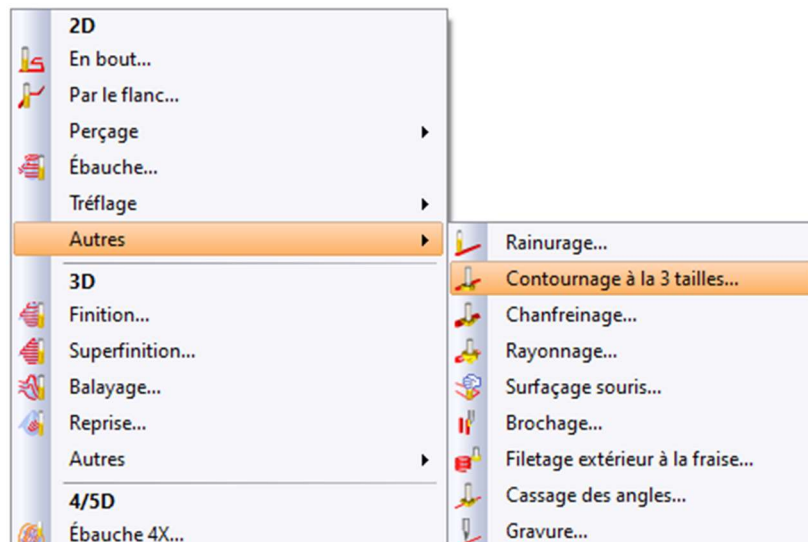 2D
En bout...
Par le flanc...
Perçage
Ébauche...
Tréflage
Autres
3D
Finition...
Superfinition...
Balayage...
Reprise...
Autres
4/5D
Ébauche 4X...
Rainurage...
Contournage à la 3 tailles...
Chanfreinage...
Rayonnage...
Surfaçage souris...
Brochage...
Filetage extérieur à la fraise...
Cassage des angles...
Gravure...